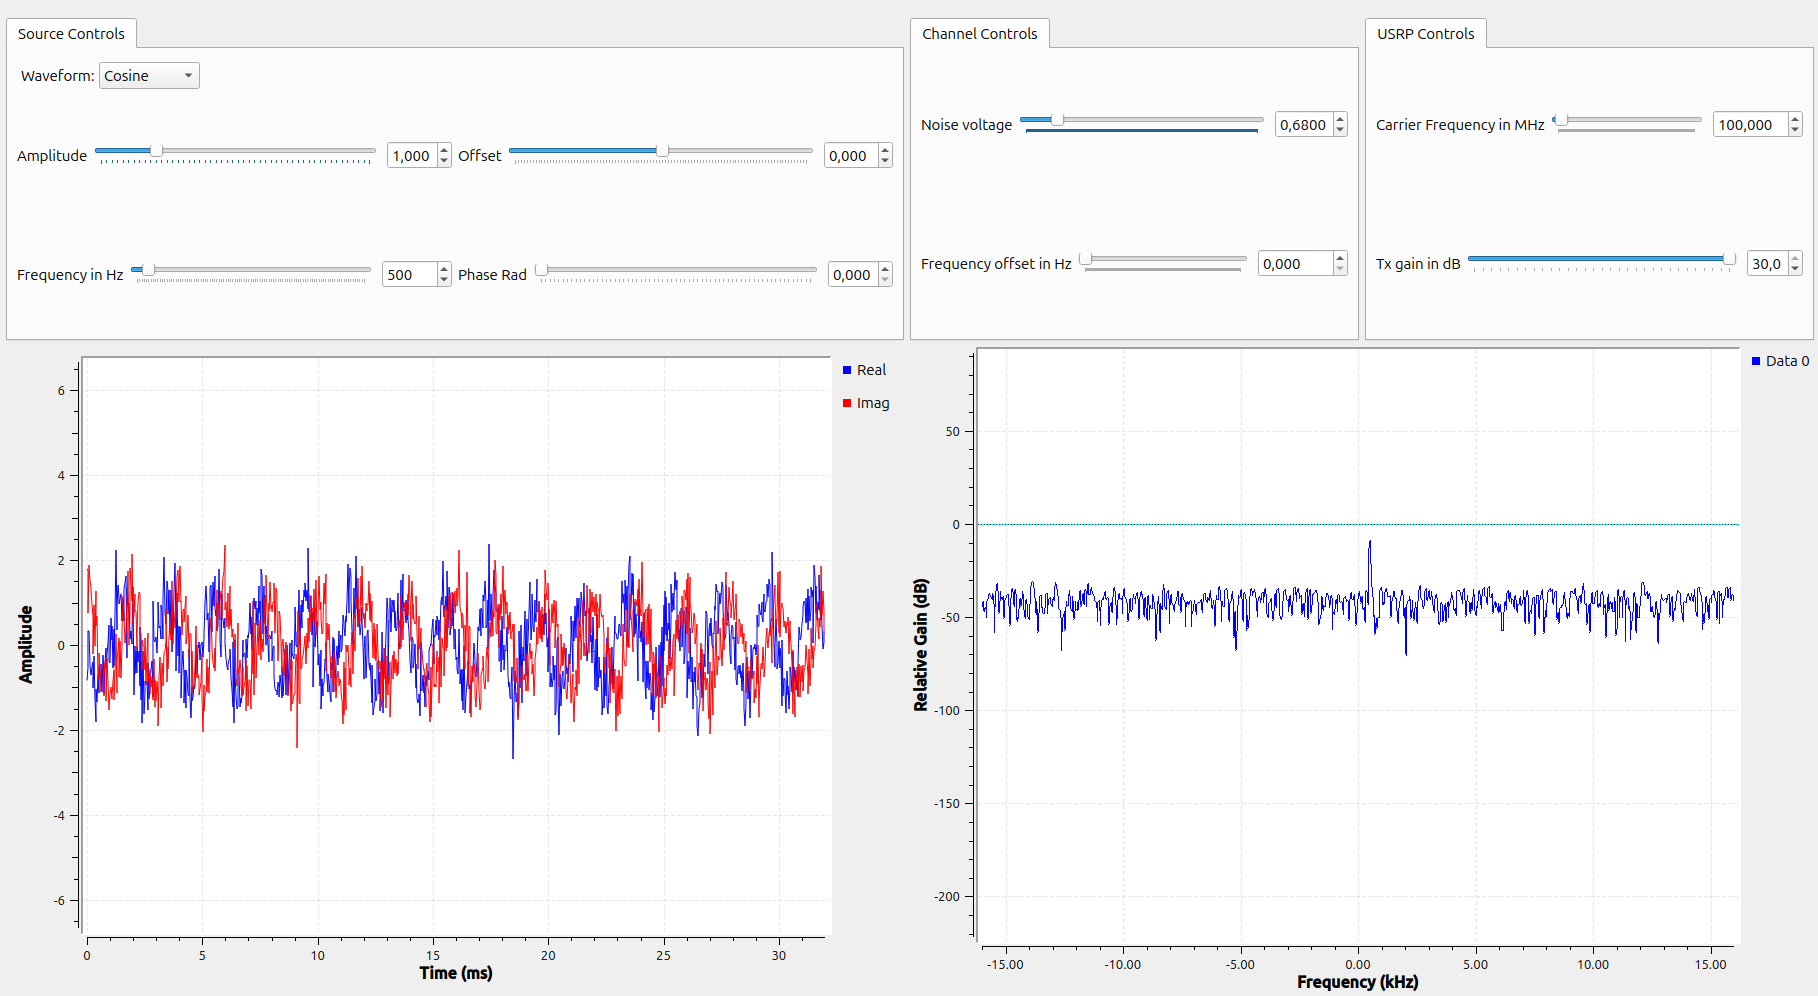 Source Controls
Waveform: Cosine
Amplitude 1,000 Offset 0,000
Frequency in Hz 500 Phase Rad 0,000
Channel Controls
Noise voltage 0,6800
Frequency offset in Hz 0,000
USRP Controls
Carrier Frequency in MHz 100,000
Tx gain in dB 30,0
Amplitude
6
4
2
0
-2
-4
-6
0 5 10 15 20 25 30
Time (ms)
Real
Imag
Relative Gain (dB)
50
0
-50
-100
-150
-200
-15.00 -10.00 -5.00 0.00 5.00 10.00 15.00
Frequency (kHz)
Data 0